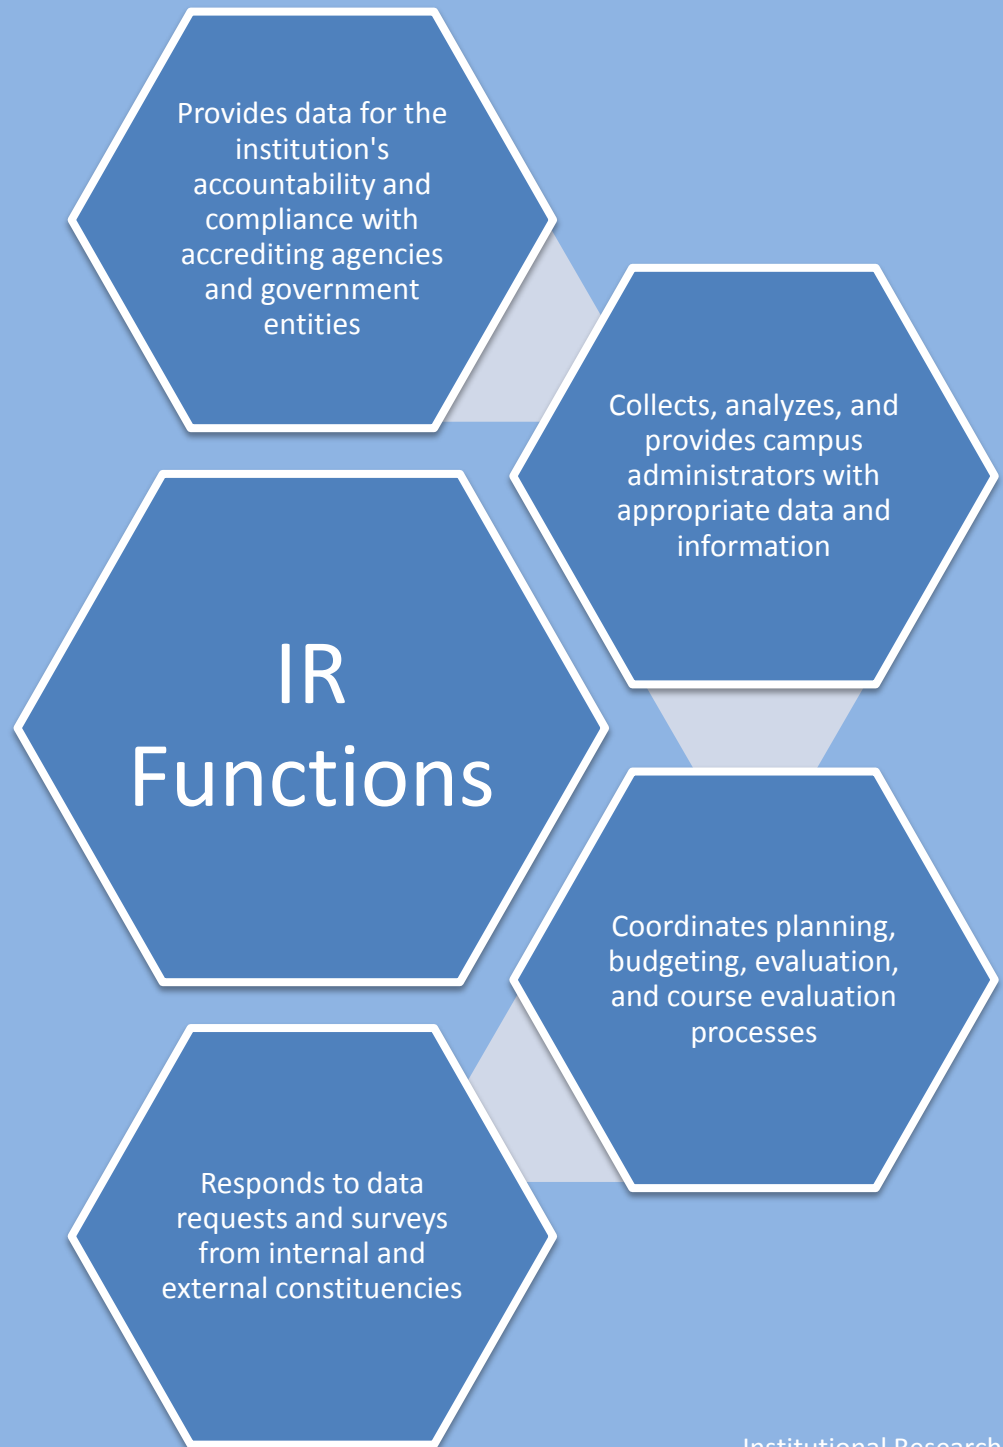 Provides data for the
institution's
accountability and
compliance with
accrediting agencies
and government
entities
Collects, analyzes, and
provides campus
administrators with
appropriate data and
information
IR
Functions
Coordinates planning,
budgeting, evaluation,
and course evaluation
processes
Responds to data
requests and surveys
from internal and
external constituencies
Institutional Research